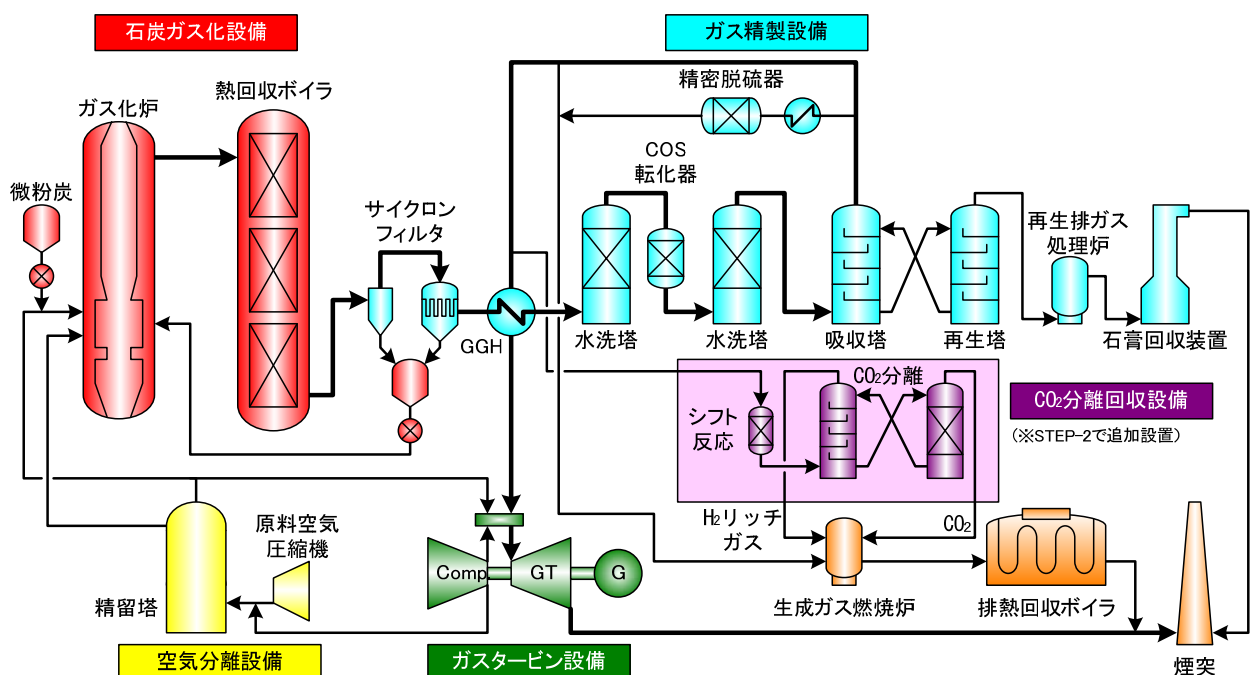 石炭ガス化設備
ガス精製設備
ガス化炉
熱回収ボイラ
精密脱硫器
COS
転化器
微粉炭
サイクロン
フィルタ
再生排ガス
処理炉
GGH
水洗塔
水洗塔
吸収塔
再生塔
石膏回収装置
CO₂分離
シフト
反応
CO₂分離回収設備
(※STEP-2で追加設置)
H₂リッチ
ガス
CO₂
原料空気
圧縮機
Comp.
GT
G
精留塔
生成ガス燃焼炉
排熱回収ボイラ
煙突
空気分離設備
ガスタービン設備